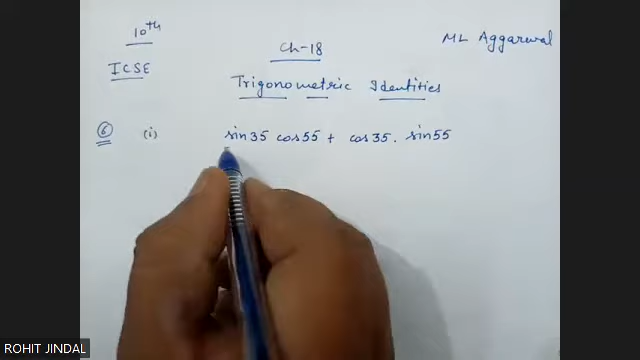 10th
Ch-18
ML Aggarwal
ICSE
Trigonometric Identities
6 (i) sin35 cos55 + cos35. sin55
ROHIT JINDAL